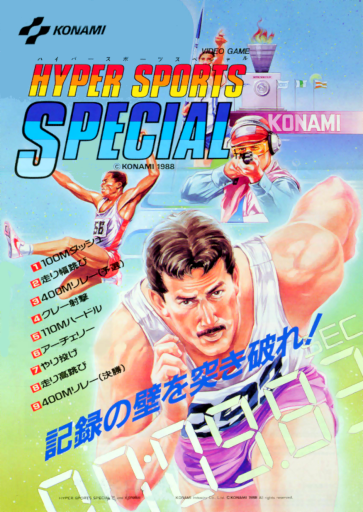 KONAMI
VIDEO GAME
ハイパースポーツスペシャル
HYPER SPORTS
SPECIAL
© KONAMI 1988
KONAMI
1 100Mダッシュ
2 走り幅跳び
3 400Mリレー(予選)
4 クレー射撃
5 110Mハードル
6 アーチェリー
7 やり投げ
8 走り高跳び
9 400Mリレー(決勝)
記録の壁を突き破れ!
SEC
HYPER SPORTS SPECIAL